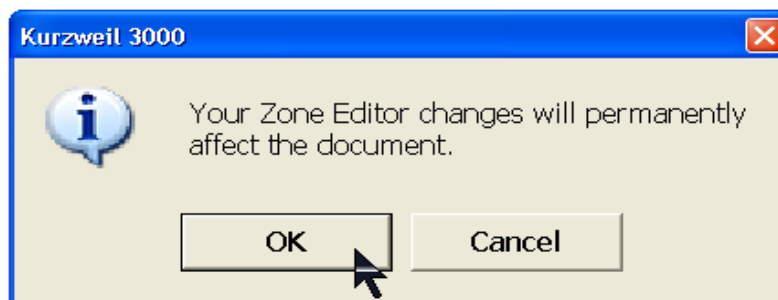 Kurzweil 3000
Your Zone Editor changes will permanently
affect the document.
OK
Cancel